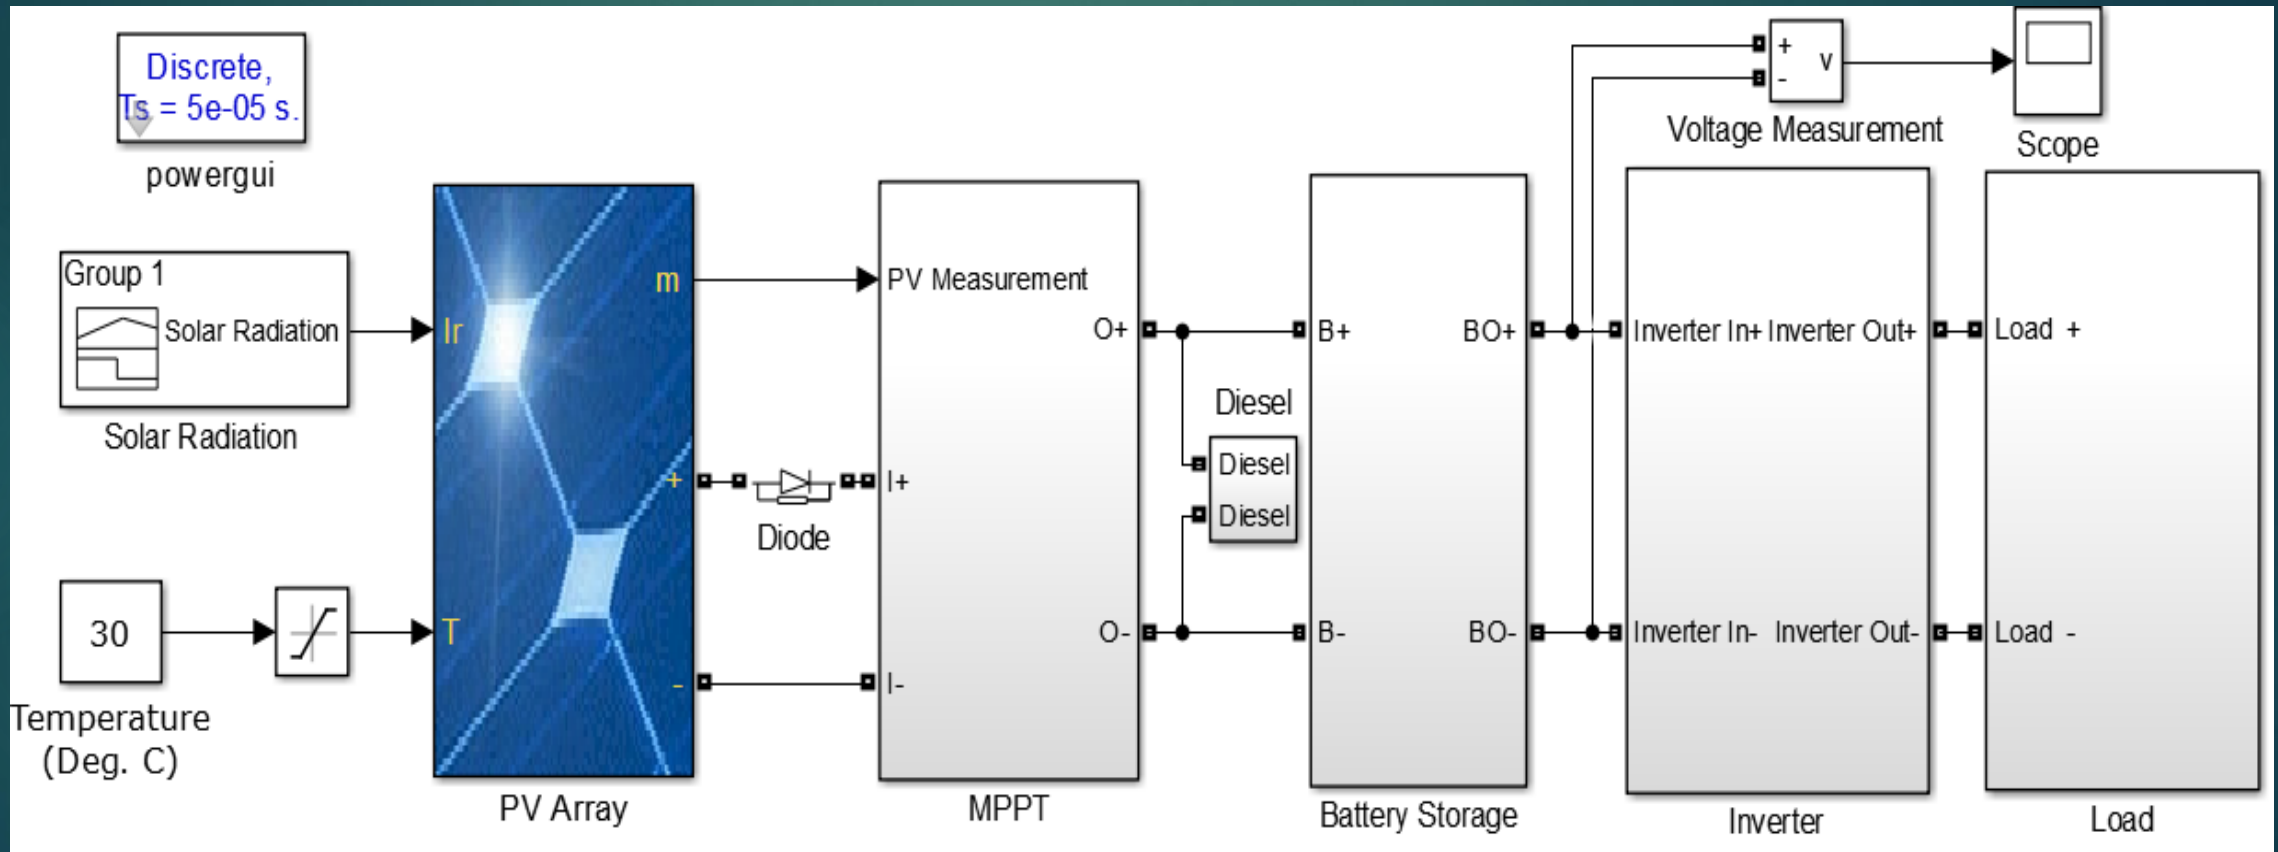 Discrete,
Ts = 5e-05 s.
powergui
Group 1
Solar Radiation
Solar Radiation
30
Temperature
(Deg. C)
Ir
T
m
+
-
PV Array
Diode
PV Measurement
I+
I-
O+
O-
MPPT
Diesel
Diesel
Diesel
B+
B-
BO+
BO-
Battery Storage
+
-
v
Voltage Measurement
Scope
Inverter In+ Inverter Out+
Inverter In- Inverter Out-
Inverter
Load +
Load -
Load